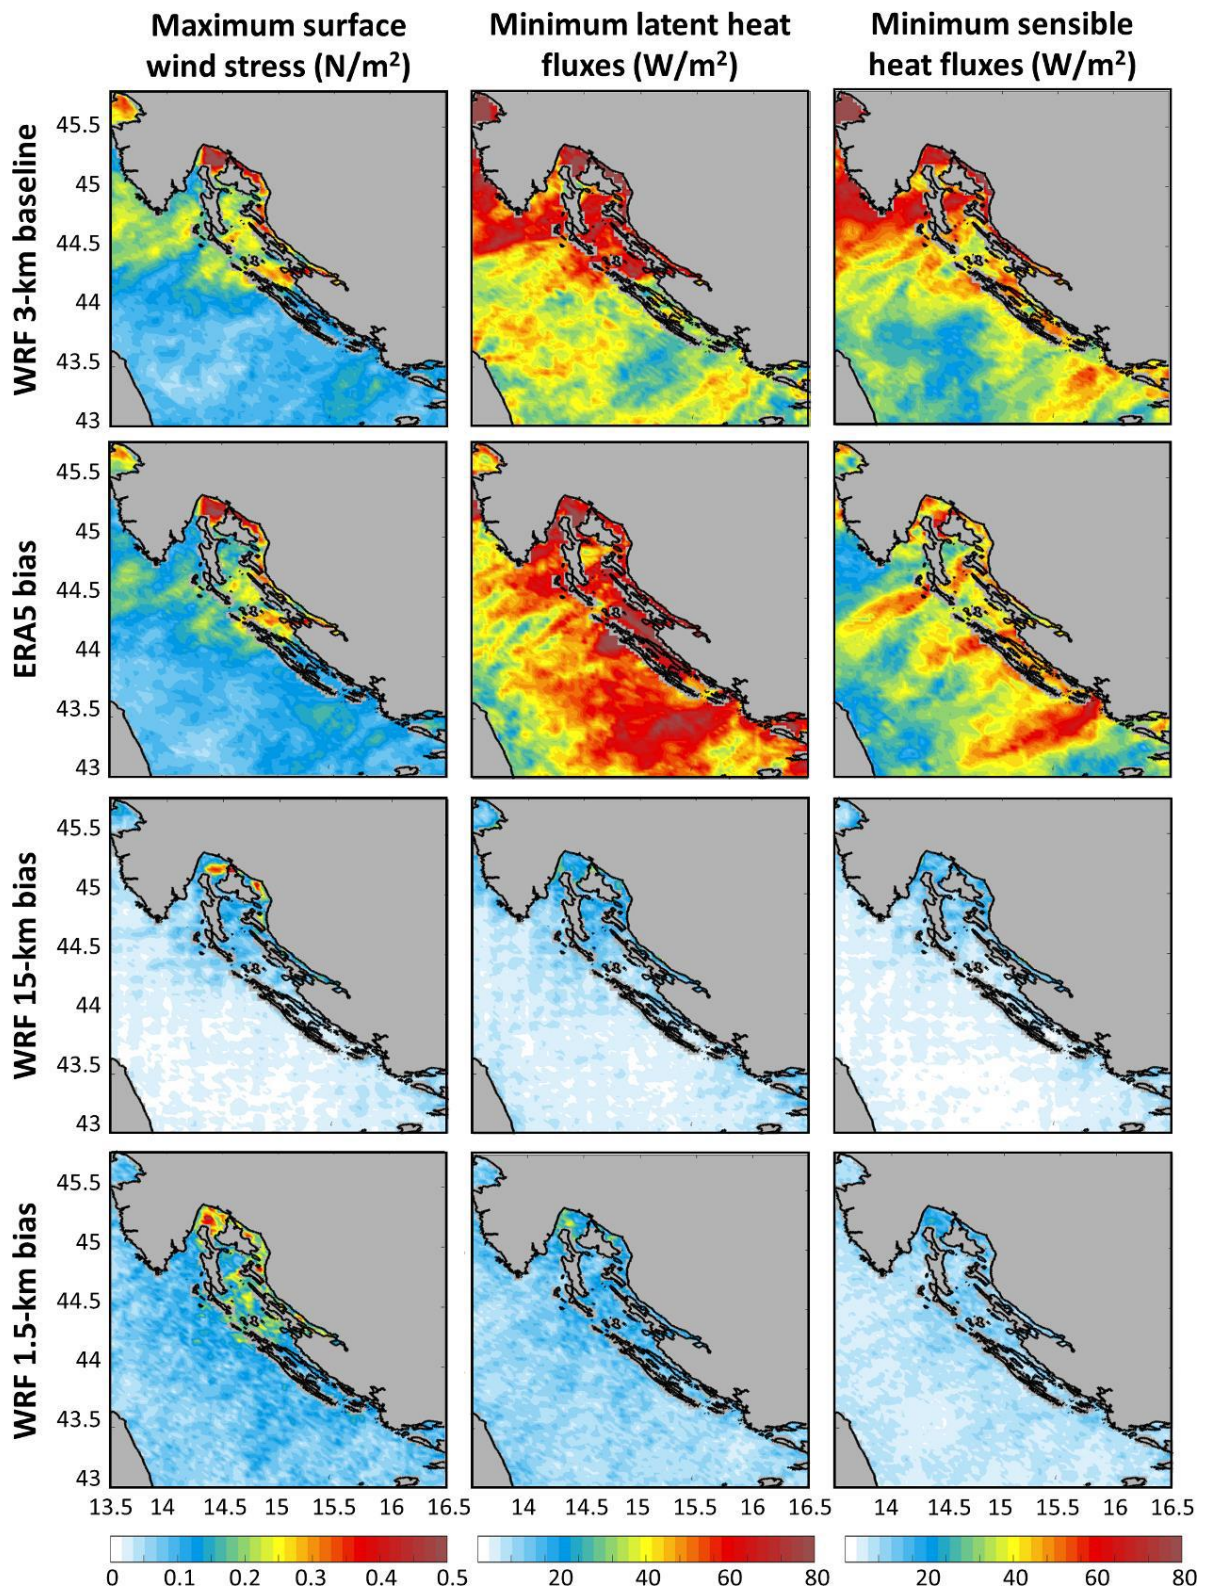 Maximum surface
wind stress (N/m²)
Minimum latent heat
fluxes (W/m²)
Minimum sensible
heat fluxes (W/m²)
WRF 3-km baseline
45.5
45
44.5
44
43.5
43
ERA5 bias
45.5
45
44.5
44
43.5
43
WRF 15-km bias
45.5
45
44.5
44
43.5
43
WRF 1.5-km bias
45.5
45
44.5
44
43.5
43
13.5 14 14.5 15 15.5 16 16.5
14 14.5 15 15.5 16 16.5
14 14.5 15 15.5 16 16.5
0 0.1 0.2 0.3 0.4 0.5
0 20 40 60 80
0 20 40 60 80